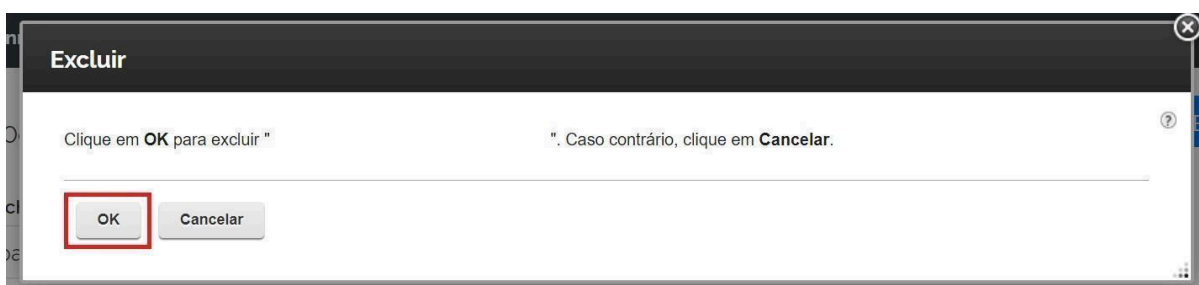 Excluir
Clique em OK para excluir " ". Caso contrário, clique em Cancelar.
OK Cancelar